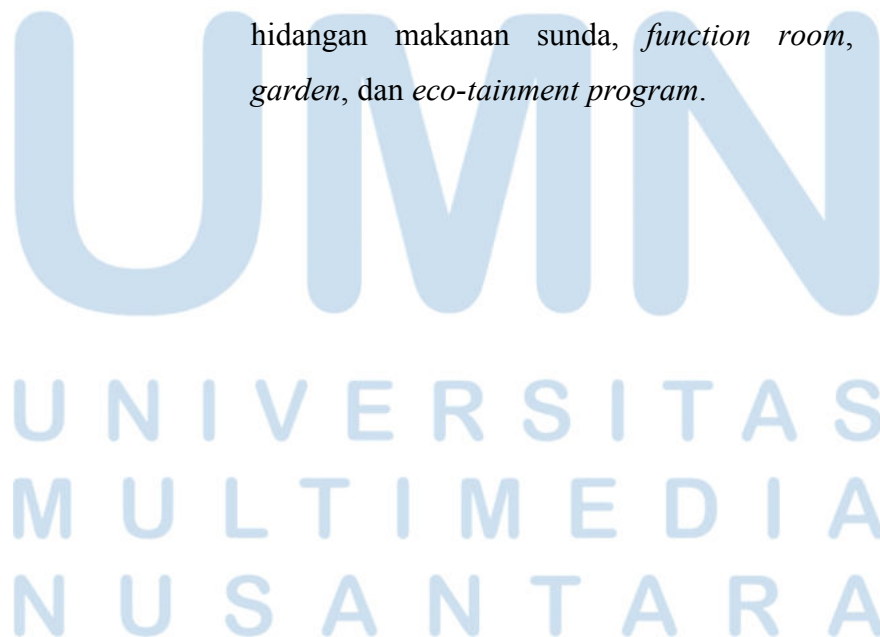 hidangan makanan sunda, function room,
garden, dan eco-tainment program.
UMN
UNIVERSITAS
MULTIMEDIA
NUSANTARA